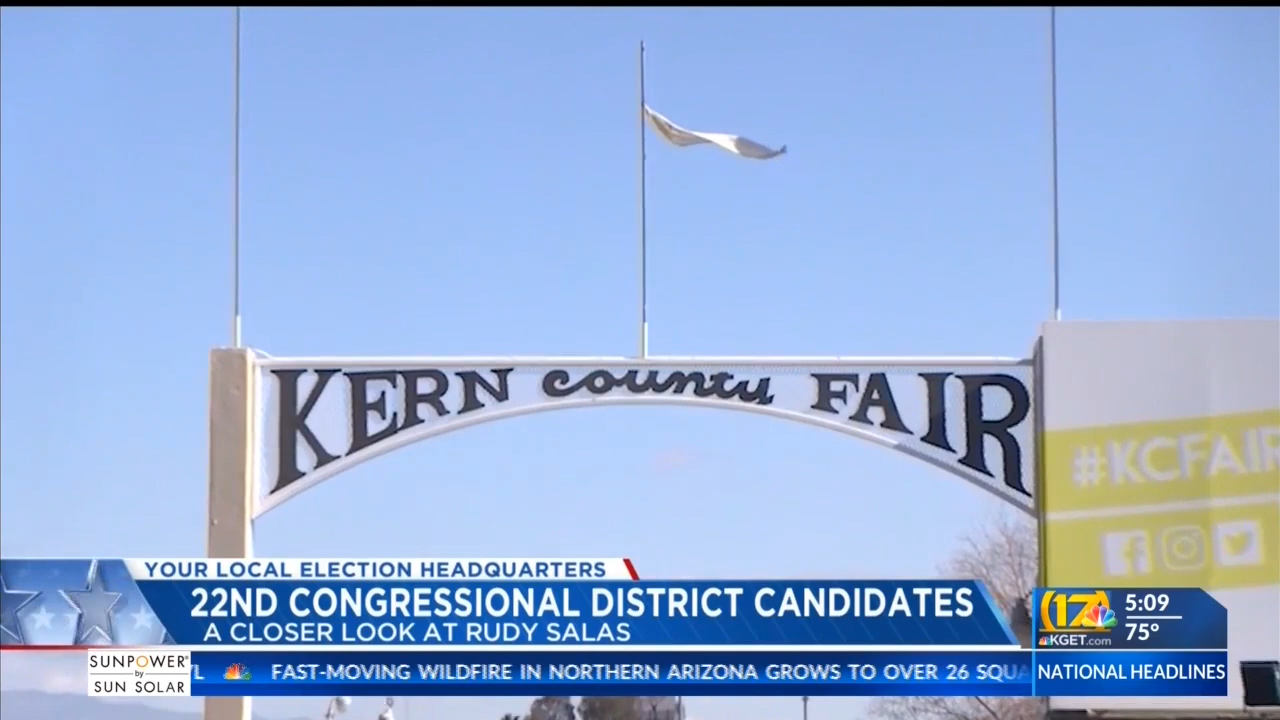 KERN county FAIR
#KCFAIR
YOUR LOCAL ELECTION HEADQUARTERS
22ND CONGRESSIONAL DISTRICT CANDIDATES
A CLOSER LOOK AT RUDY SALAS
17
KGET.com
5:09
75°
SUNPOWER®
by
SUN SOLAR
FAST-MOVING WILDFIRE IN NORTHERN ARIZONA GROWS TO OVER 26
NATIONAL HEADLINES